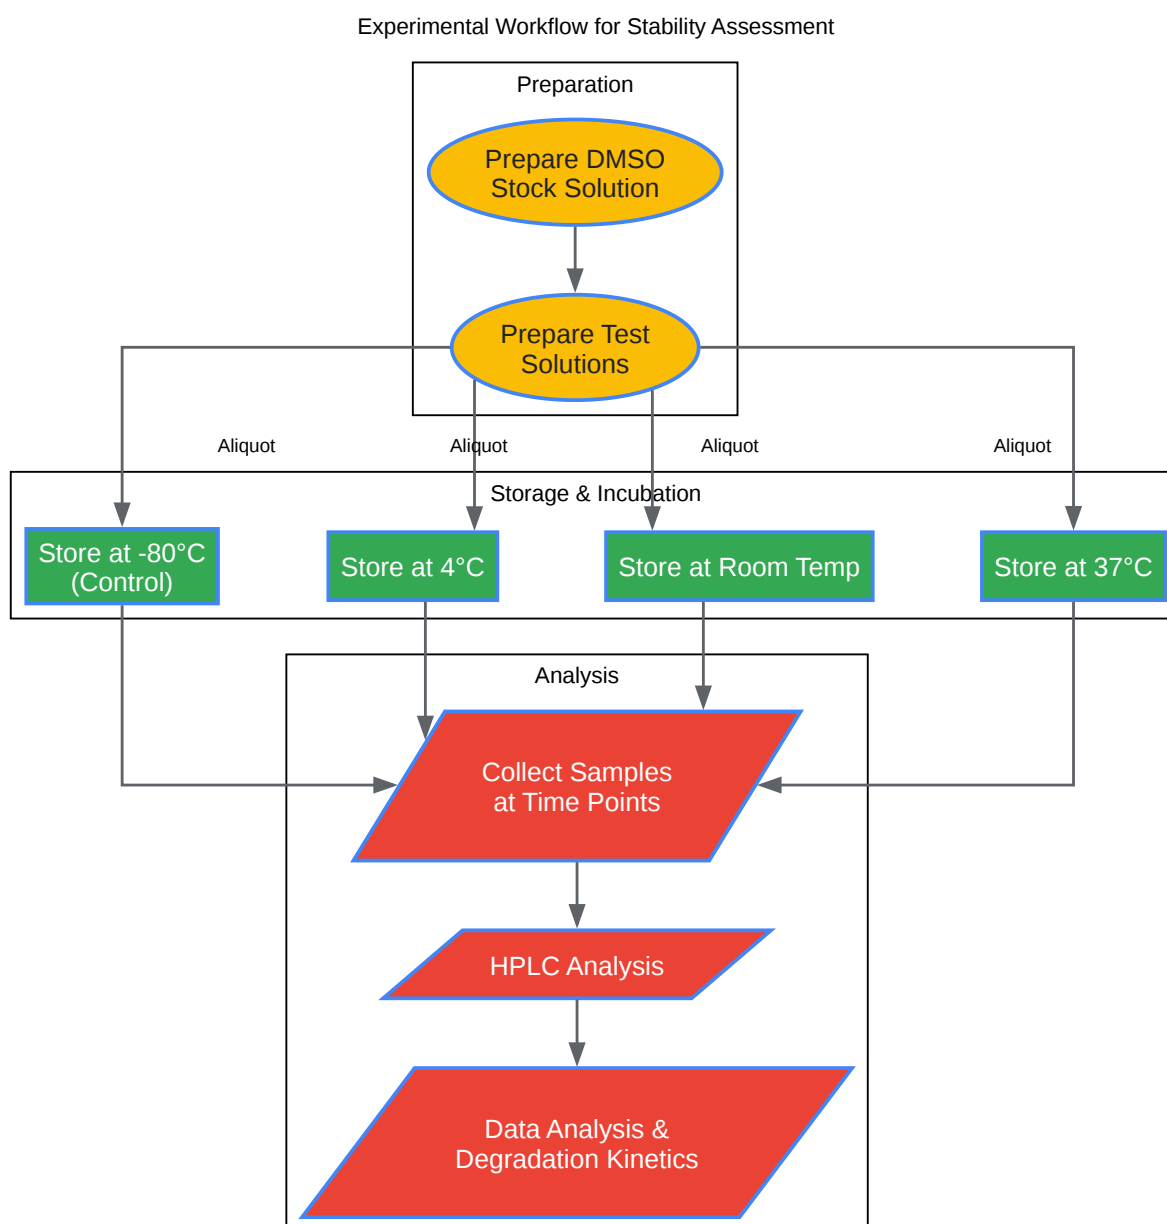 Experimental Workflow for Stability Assessment
Preparation
Prepare DMSO
Stock Solution
Prepare Test
Solutions
Aliquot
Aliquot
Aliquot
Aliquot
Storage & Incubation
Store at -80°C
(Control)
Store at 4°C
Store at Room Temp
Store at 37°C
Analysis
Collect Samples
at Time Points
HPLC Analysis
Data Analysis &
Degradation Kinetics